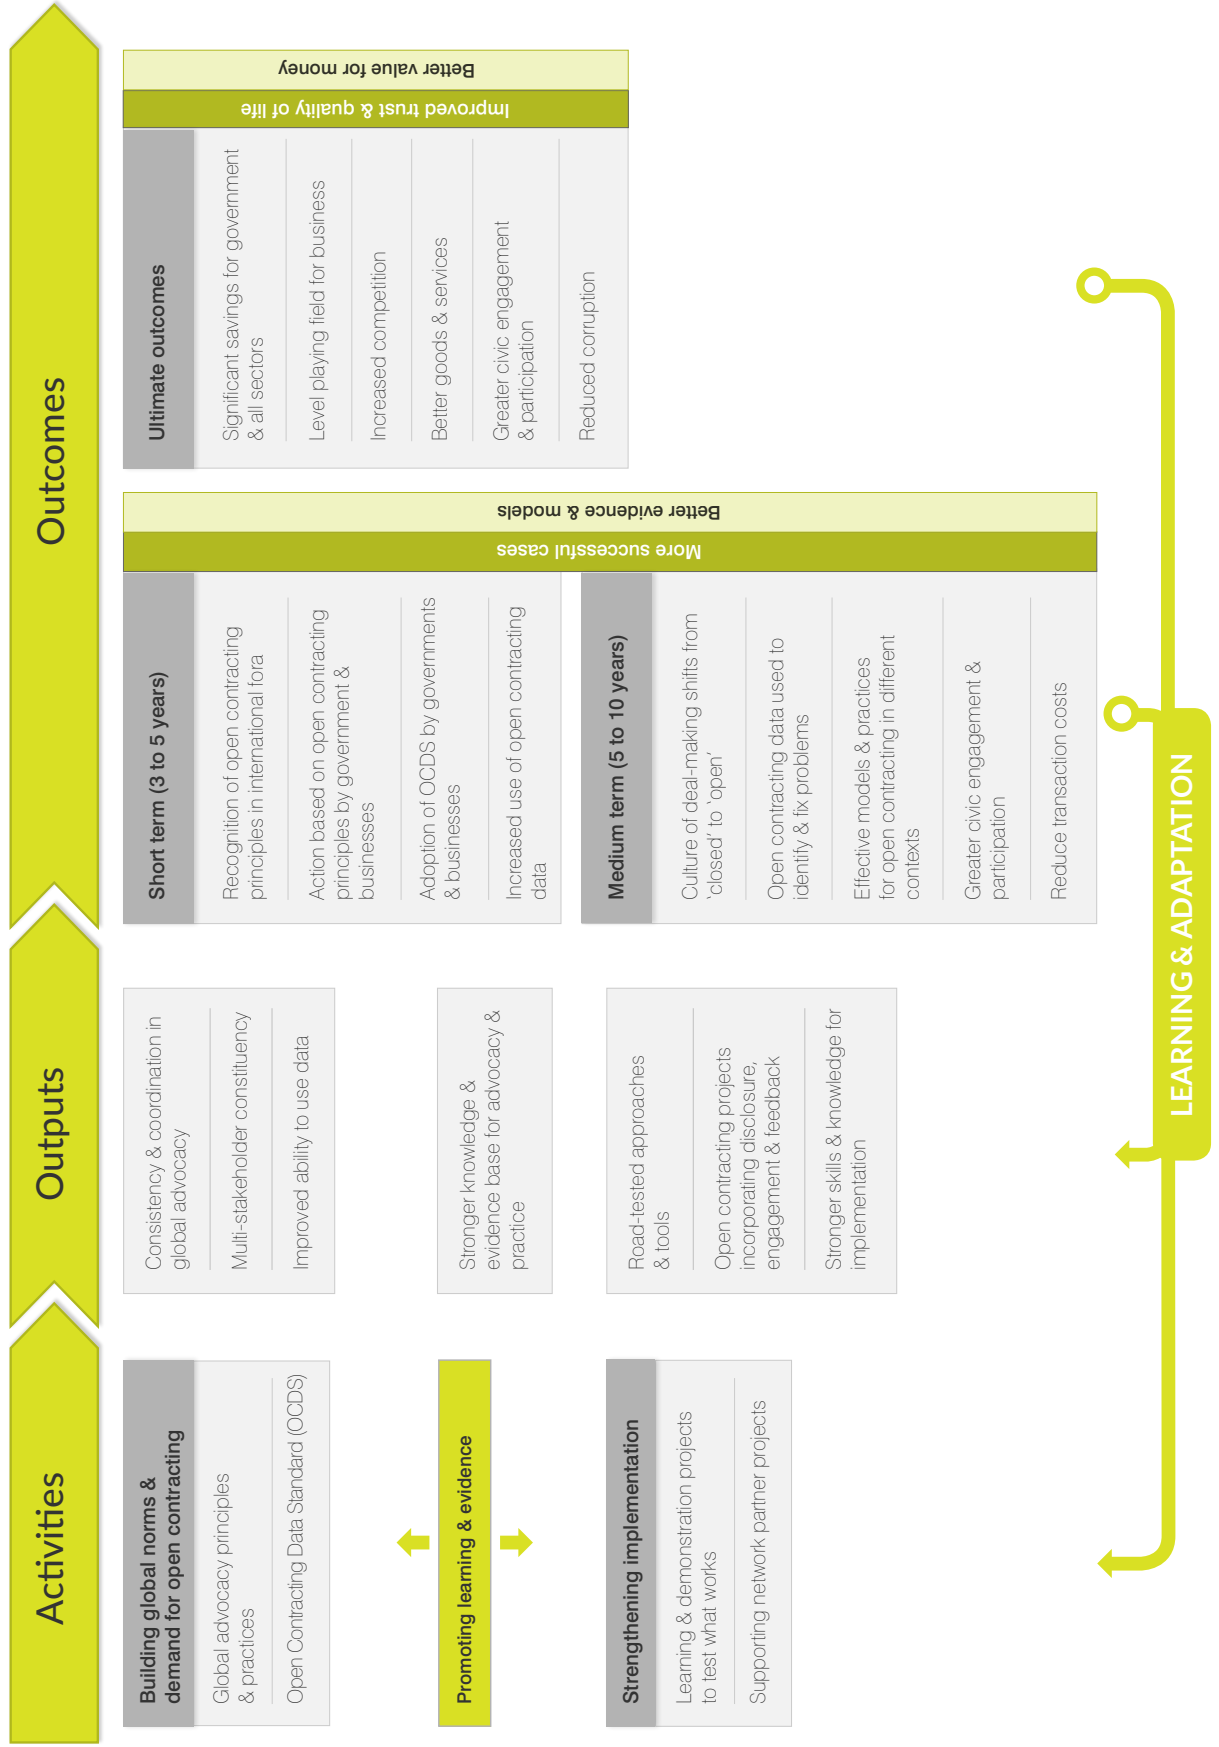 Activities
Outputs
Outcomes
Building global norms &
demand for open contracting
Global advocacy principles
& practices
Open Contracting Data Standard (OCDS)
Promoting learning & evidence
Strengthening implementation
Learning & demonstration projects
to test what works
Supporting network partner projects
Consistency & coordination in
global advocacy
Multi-stakeholder constituency
Improved ability to use data
Stronger knowledge &
evidence base for advocacy &
practice
Road-tested approaches
& tools
Open contracting projects
incorporating disclosure,
engagement & feedback
Stronger skills & knowledge for
implementation
Short term (3 to 5 years)
Recognition of open contracting
principles in international fora
Action based on open contracting
principles by government &
businesses
Adoption of OCDS by governments
& businesses
Increased use of open contracting
data
Medium term (5 to 10 years)
Culture of deal-making shifts from
‘closed’ to ‘open’
Open contracting data used to
identify & fix problems
Effective models & practices
for open contracting in different
contexts
Greater civic engagement &
participation
Reduce transaction costs
More successful cases
Better evidence & models
Ultimate outcomes
Significant savings for government
& all sectors
Level playing field for business
Increased competition
Better goods & services
Greater civic engagement
& participation
Reduced corruption
Improved trust & quality of life
Better value for money
LEARNING & ADAPTATION